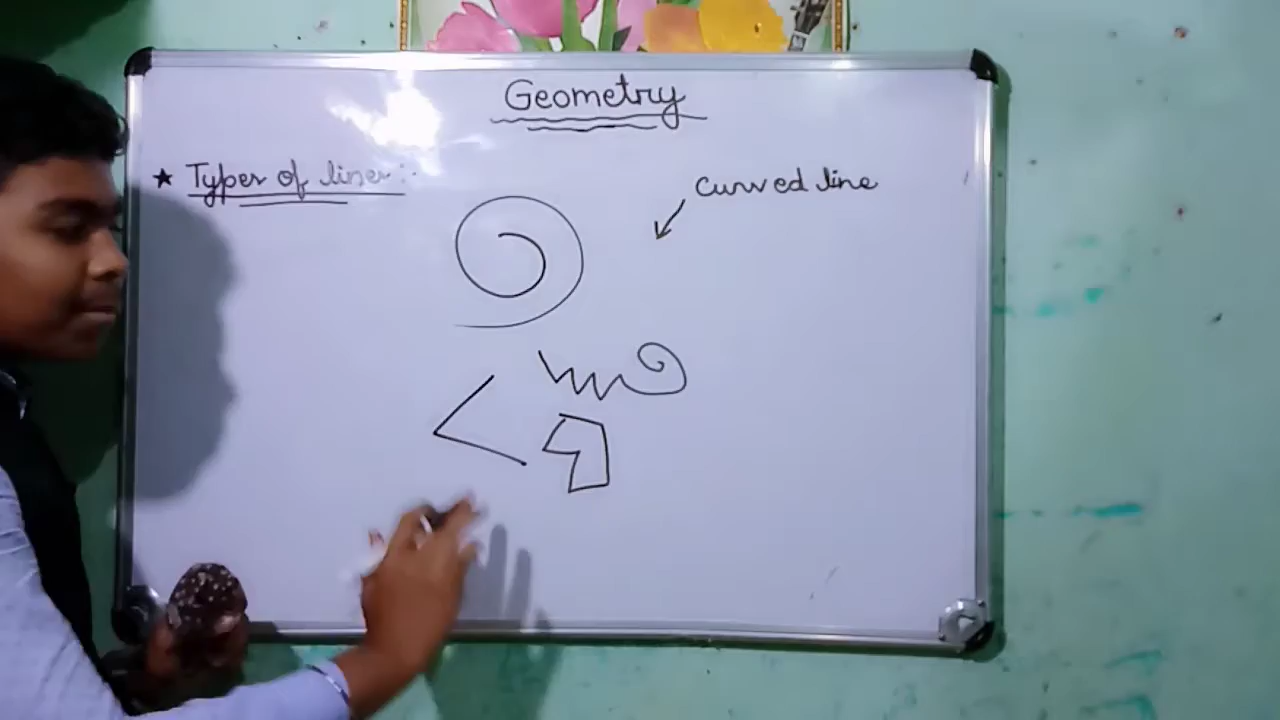 Geometry
★ Types of lines :-
Curved line